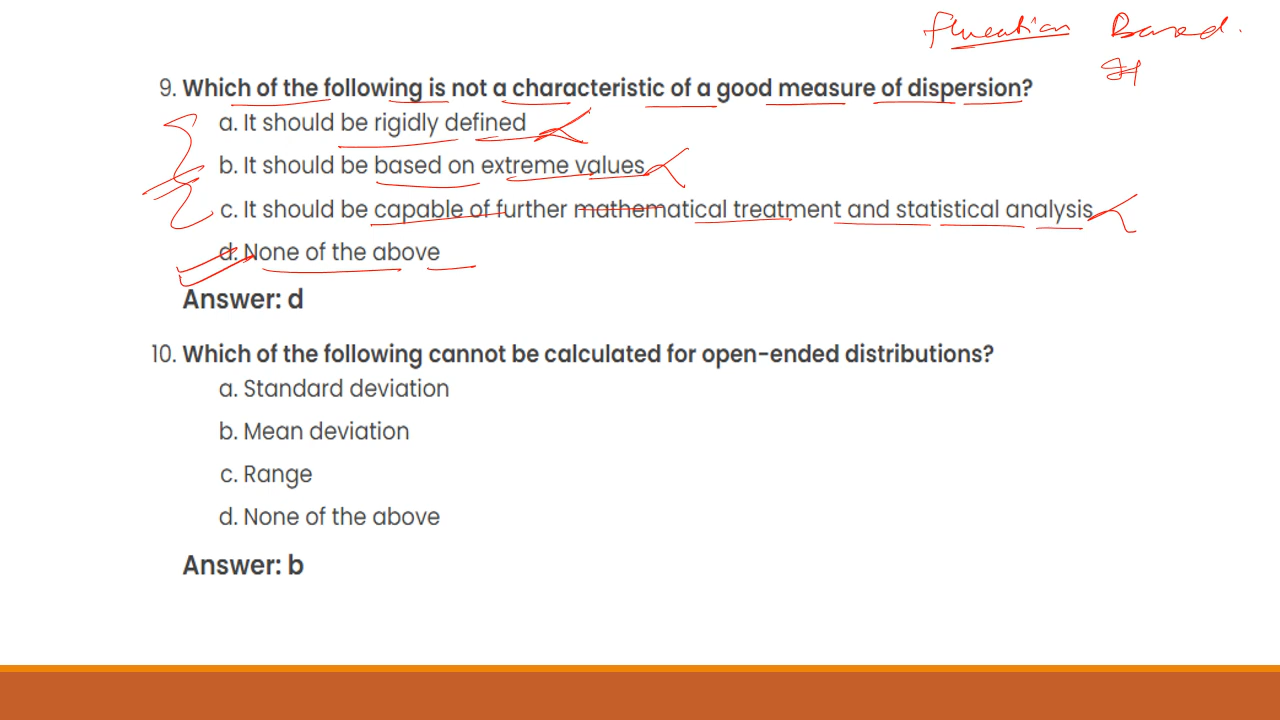 Based.
9. Which of the following is not a characteristic of a good measure of dispersion?
a. It should be rigidly defined
b. It should be based on extreme values
c. It should be capable of further mathematical treatment and statistical analysis
d. None of the above
Answer: d
10. Which of the following cannot be calculated for open-ended distributions?
a. Standard deviation
b. Mean deviation
c. Range
d. None of the above
Answer: b